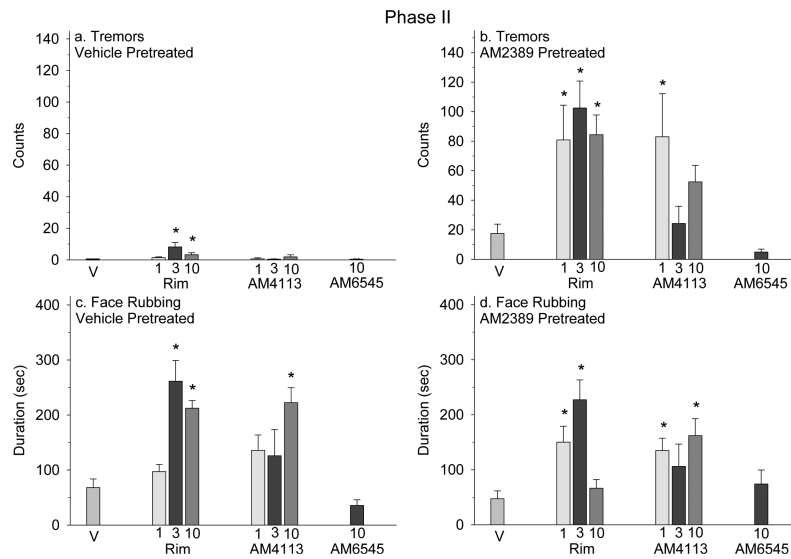 Phase II
a. Tremors
Vehicle Pretreated
140
120
100
80
60
40
20
0
Counts
* *
V
1 3 10
Rim
1 3 10
AM4113
10
AM6545
b. Tremors
AM2389 Pretreated
140
120
100
80
60
40
20
0
Counts
* * * *
V
1 3 10
Rim
1 3 10
AM4113
10
AM6545
c. Face Rubbing
Vehicle Pretreated
400
300
200
100
0
Duration (sec)
* * *
V
1 3 10
Rim
1 3 10
AM4113
10
AM6545
d. Face Rubbing
AM2389 Pretreated
400
300
200
100
0
Duration (sec)
* * * *
V
1 3 10
Rim
1 3 10
AM4113
10
AM6545